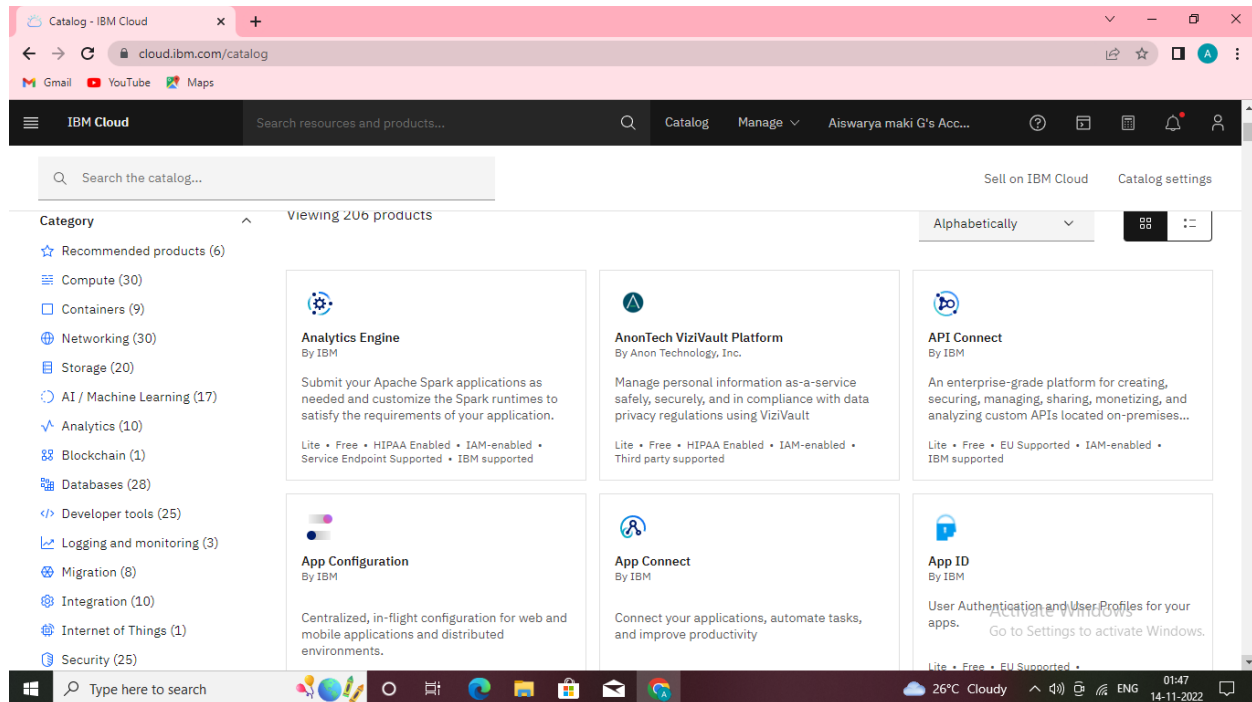 Catalog - IBM Cloud
cloud.ibm.com/catalog
A
Gmail YouTube Maps
IBM Cloud Search resources and products... Catalog Manage Aiswarya maki G's Acc...
Search the catalog... Sell on IBM Cloud Catalog settings
Category
Recommended products (6)
Compute (30)
Containers (9)
Networking (30)
Storage (20)
AI / Machine Learning (17)
Analytics (10)
Blockchain (1)
Databases (28)
Developer tools (25)
Logging and monitoring (3)
Migration (8)
Integration (10)
Internet of Things (1)
Security (25)
Viewing 206 products
Alphabetically
Analytics Engine
By IBM
Submit your Apache Spark applications as
needed and customize the Spark runtimes to
satisfy the requirements of your application.
Lite • Free • HIPAA Enabled • IAM-enabled •
Service Endpoint Supported • IBM supported
AnonTech ViziVault Platform
By Anon Technology, Inc.
Manage personal information as-a-service
safely, securely, and in compliance with data
privacy regulations using ViziVault
Lite • Free • HIPAA Enabled • IAM-enabled •
Third party supported
API Connect
By IBM
An enterprise-grade platform for creating,
securing, managing, sharing, monetizing, and
analyzing custom APIs located on-premises...
Lite • Free • EU Supported • IAM-enabled •
IBM supported
App Configuration
By IBM
Centralized, in-flight configuration for web and
mobile applications and distributed
environments.
App Connect
By IBM
Connect your applications, automate tasks,
and improve productivity
App ID
By IBM
User Authentication and User Profiles for your
apps.
Lite • Free • EU Supported •
Activate Windows
Go to Settings to activate Windows.
Type here to search
26°C Cloudy
ENG
01:47
14-11-2022